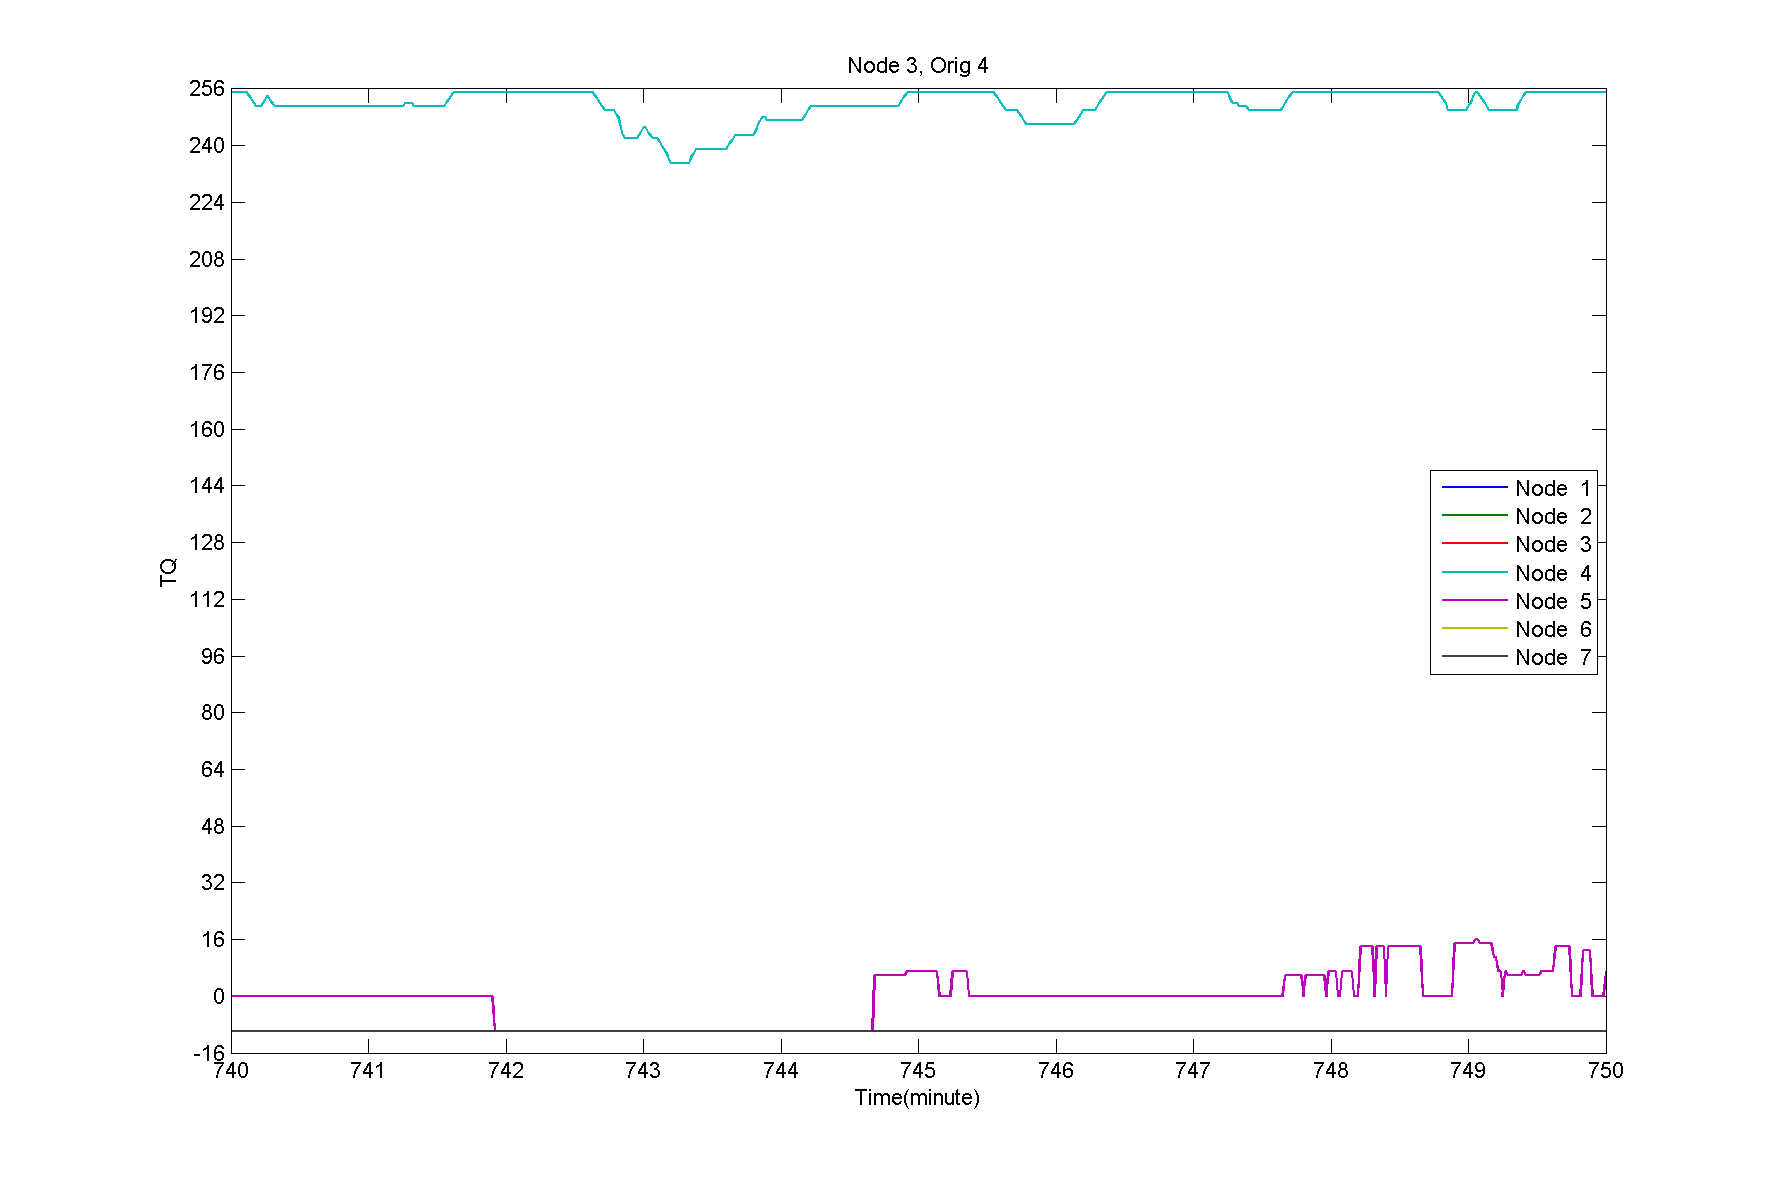 Node 3, Orig 4
256
240
224
208
192
176
160
144
128
112
96
80
64
48
32
16
0
-16
TQ
Node 1
Node 2
Node 3
Node 4
Node 5
Node 6
Node 7
740 741 742 743 744 745 746 747 748 749 750
Time(minute)